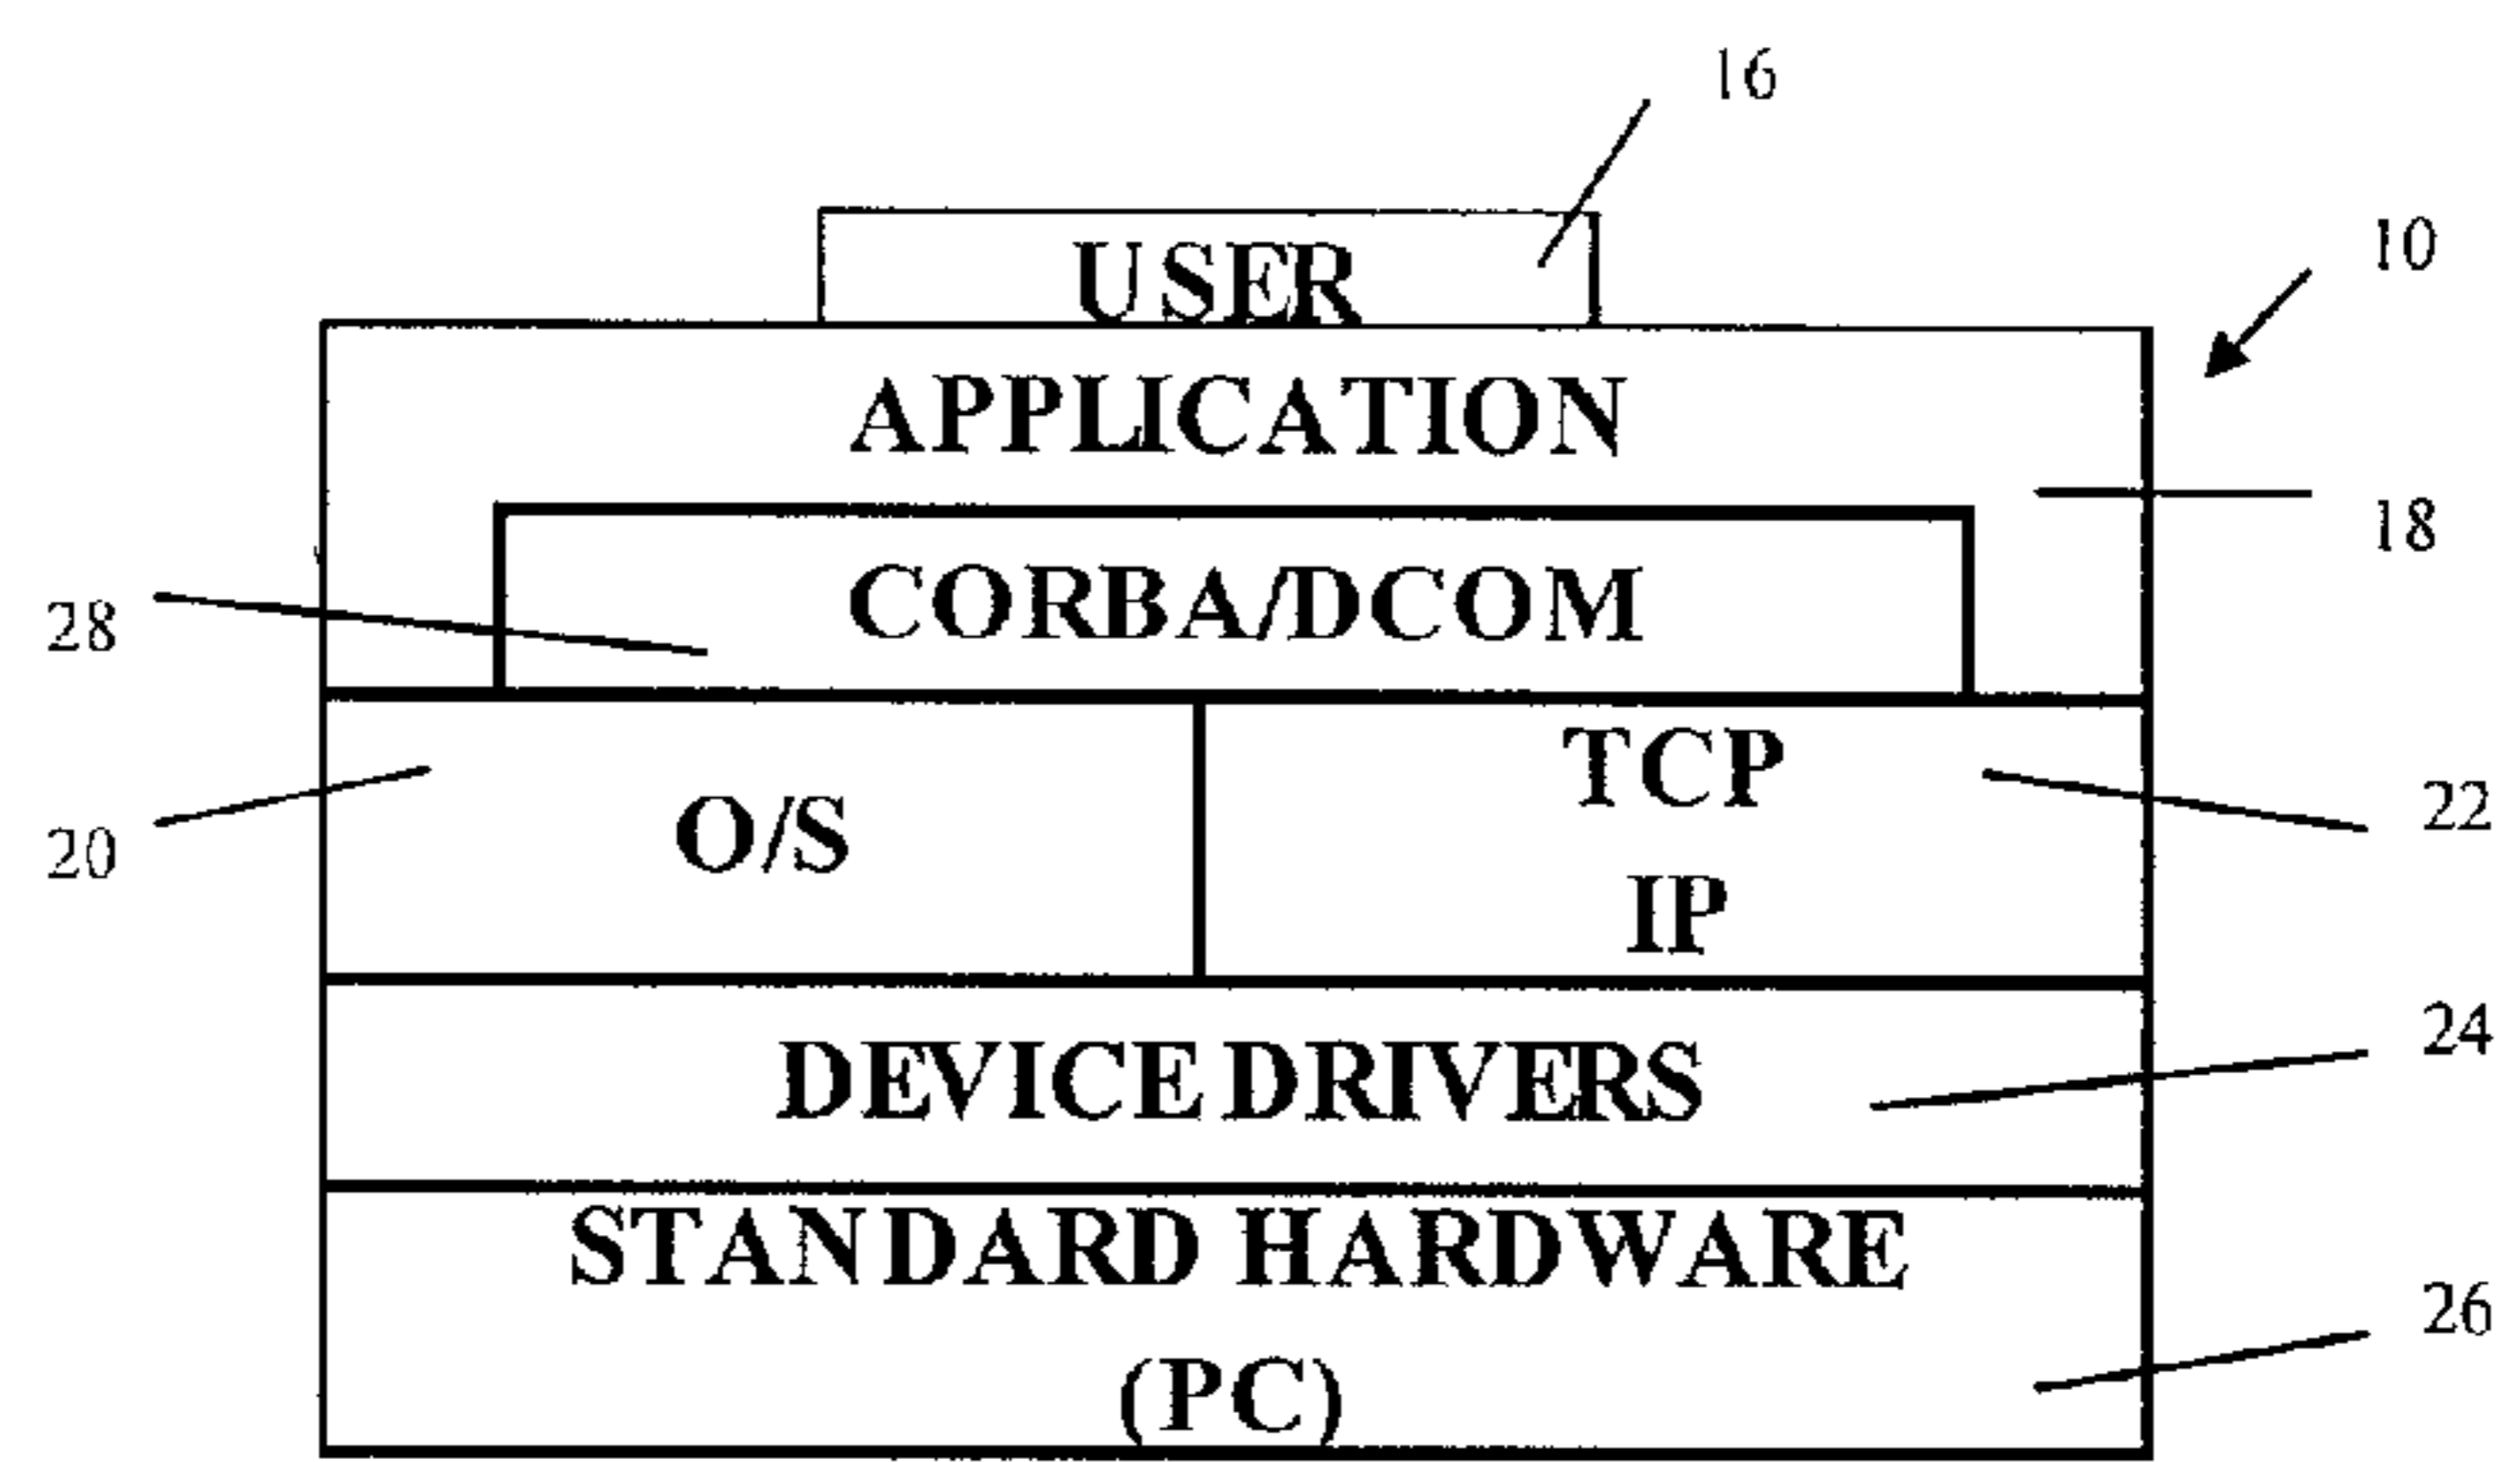 16
10
USER
APPLICATION
18
CORBA/DCOM
28
TCP
22
O/S
20
IP
24
DEVICE DRIVERS
STANDARD HARDWARE
26
(PC)